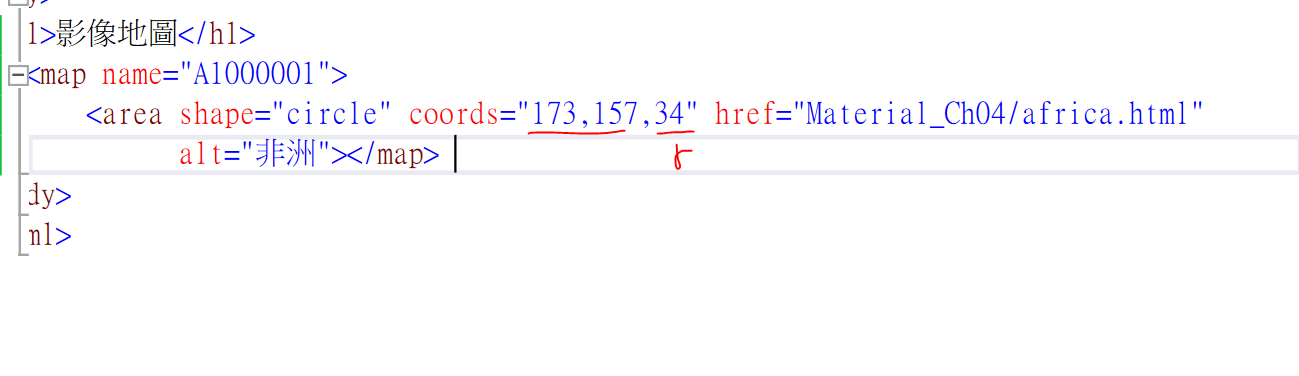 l>影像地圖</h1>
<map name="A1000001">
<area shape="circle" coords="173,157,34" href="Material_Ch04/africa.html"
alt="非洲"></map>
r
dy>
ml>